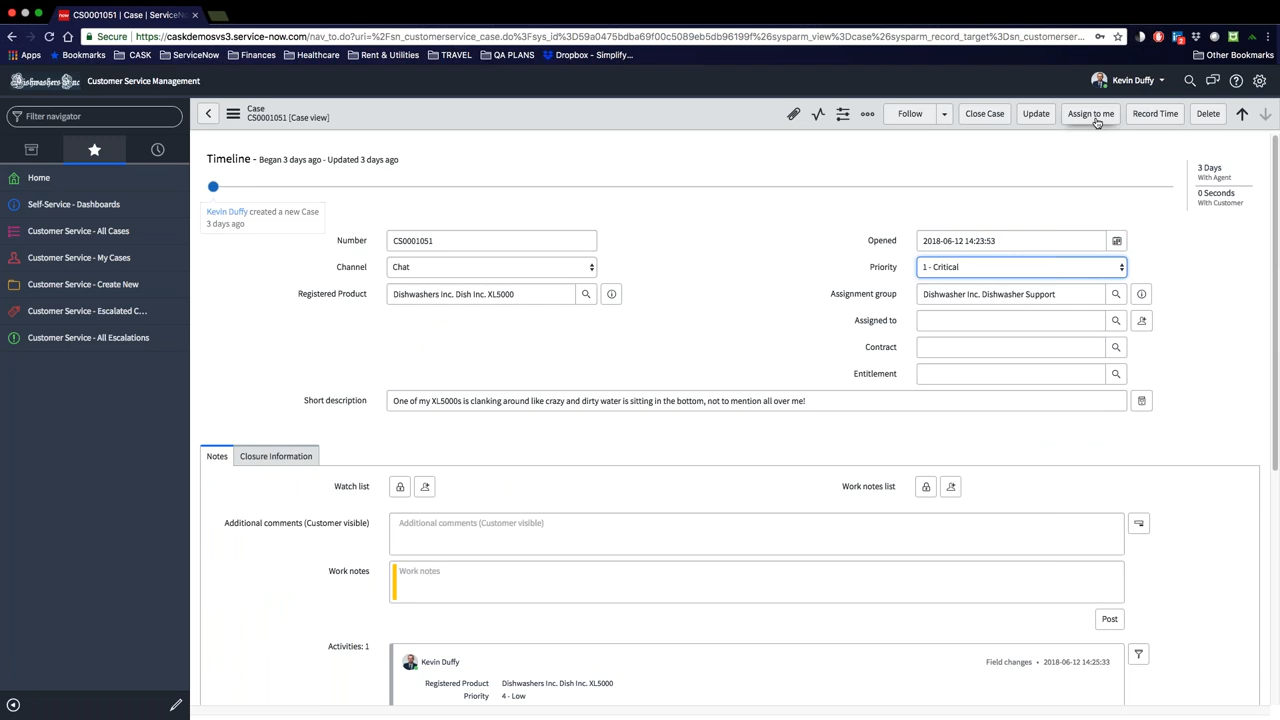 CS0001051 | Case | ServiceNo
Secure
https://caskdemosvs3.service-now.com/nav_to.do?uri=%2Fsn_customerservice_case.do%3Fsys_id%3D59a0475bdba69f00c5089eb5db96199f%26sysparm_view%3Dcase%26sysparm_record_target%3Dsn_customerser...
Apps Bookmarks CASK ServiceNow Finances Healthcare Rent & Utilities TRAVEL QA PLANS Dropbox - Simplify... Other Bookmarks
Customer Service Management
Kevin Duffy
Filter navigator
Home
Self-Service - Dashboards
Customer Service - All Cases
Customer Service - My Cases
Customer Service - Create New
Customer Service - Escalated C...
Customer Service - All Escalations
Case
CS0001051 [Case view]
Follow Close Case Update Assign to me Record Time Delete
Timeline - Began 3 days ago - Updated 3 days ago
3 Days
With Agent
0 Seconds
With Customer
Kevin Duffy created a new Case
3 days ago
Number CS0001051
Opened 2018-06-12 14:23:53
Channel Chat
Priority 1 - Critical
Registered Product Dishwashers Inc. Dish Inc. XL5000
Assignment group Dishwasher Inc. Dishwasher Support
Assigned to
Contract
Entitlement
Short description One of my XL5000s is clanking around like crazy and dirty water is sitting in the bottom, not to mention all over me!
Notes Closure Information
Watch list
Work notes list
Additional comments (Customer visible) Additional comments (Customer visible)
Work notes Work notes
Post
Activities: 1
Kevin Duffy
Field changes • 2018-06-12 14:25:33
Registered Product Dishwashers Inc. Dish Inc. XL5000
Priority 4 - Low